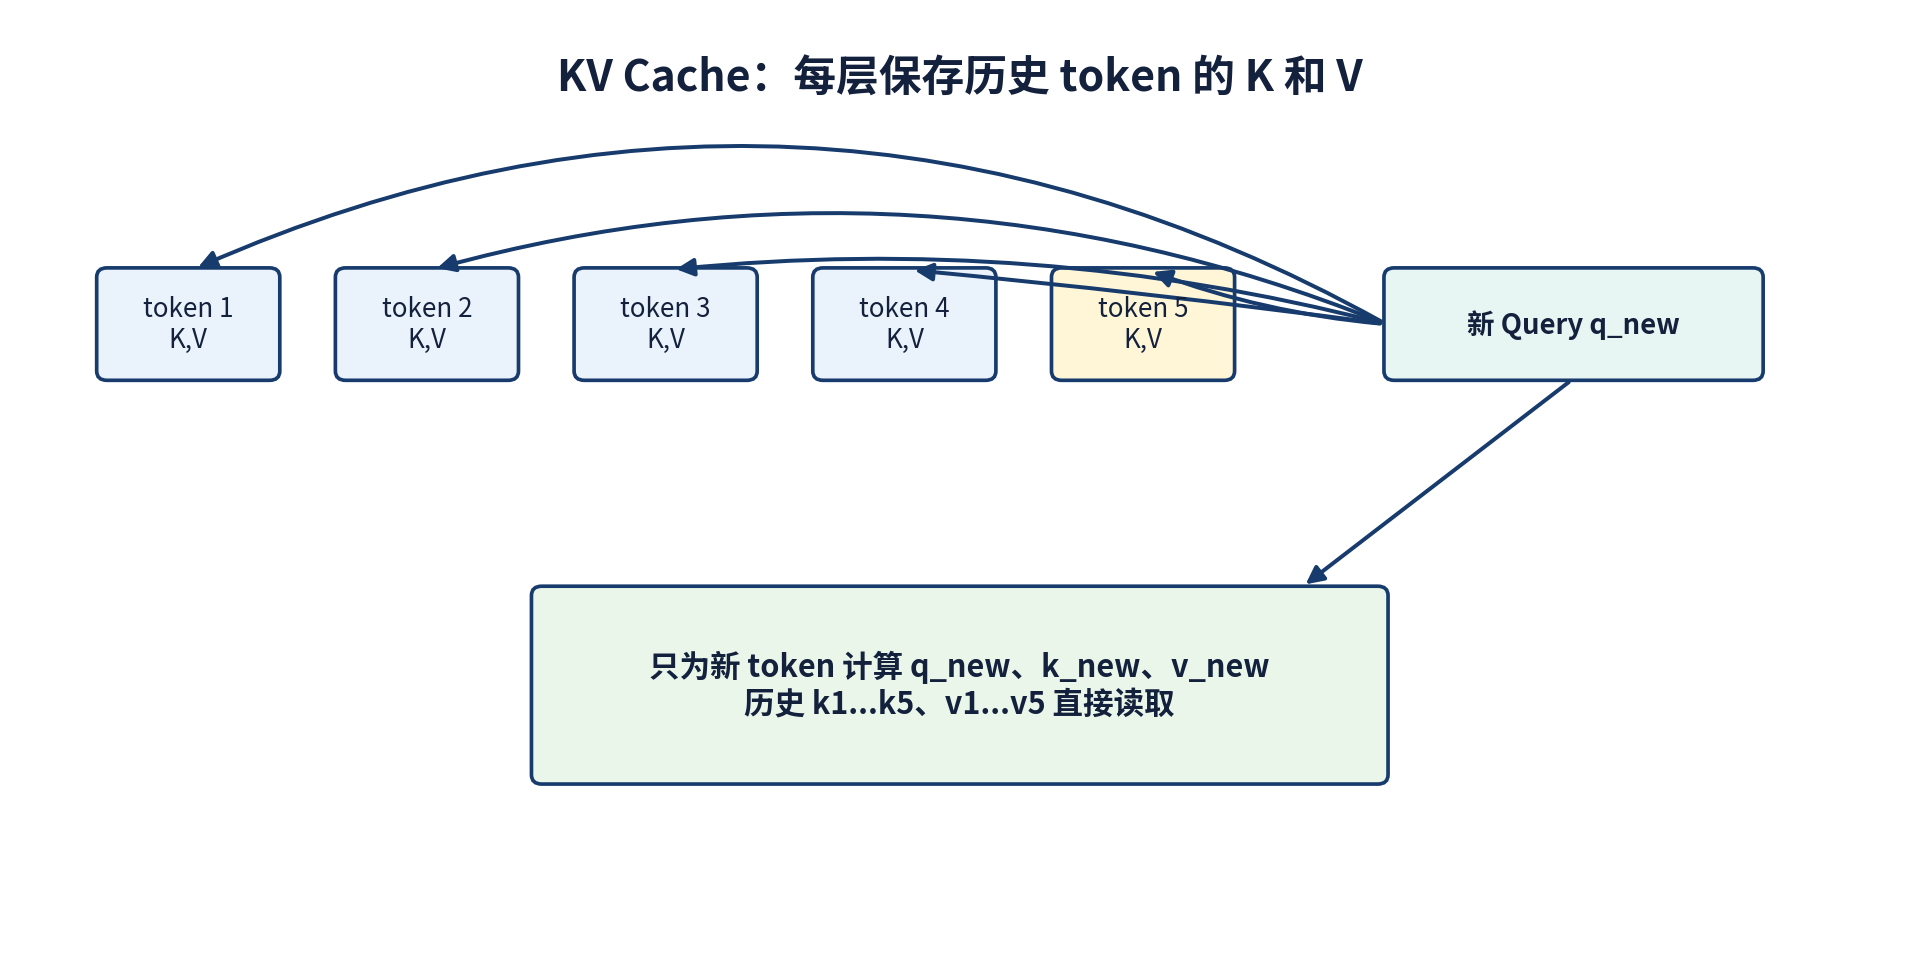 KV Cache：每层保存历史 token 的 K 和 V
token 1
K,V
token 2
K,V
token 3
K,V
token 4
K,V
token 5
K,V
新 Query q_new
只为新 token 计算 q_new、k_new、v_new
历史 k1...k5、v1...v5 直接读取